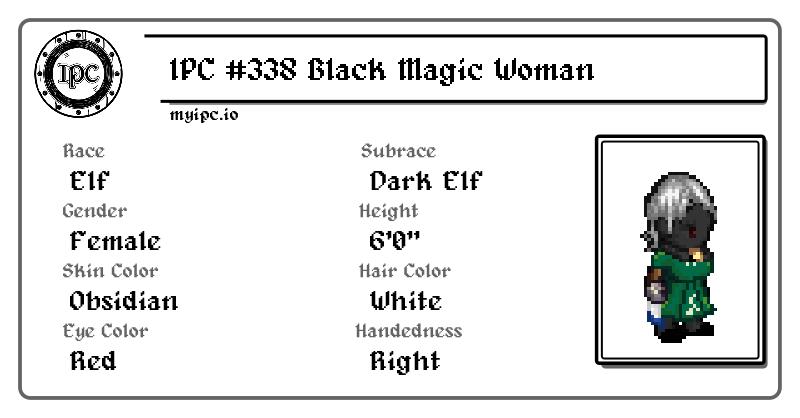 IPC
IPC #338 Black Magic Woman
myipc.io
Race
Elf
Subrace
Dark Elf
Gender
Female
Height
6'0"
Skin Color
Obsidian
Hair Color
White
Eye Color
Red
Handedness
Right